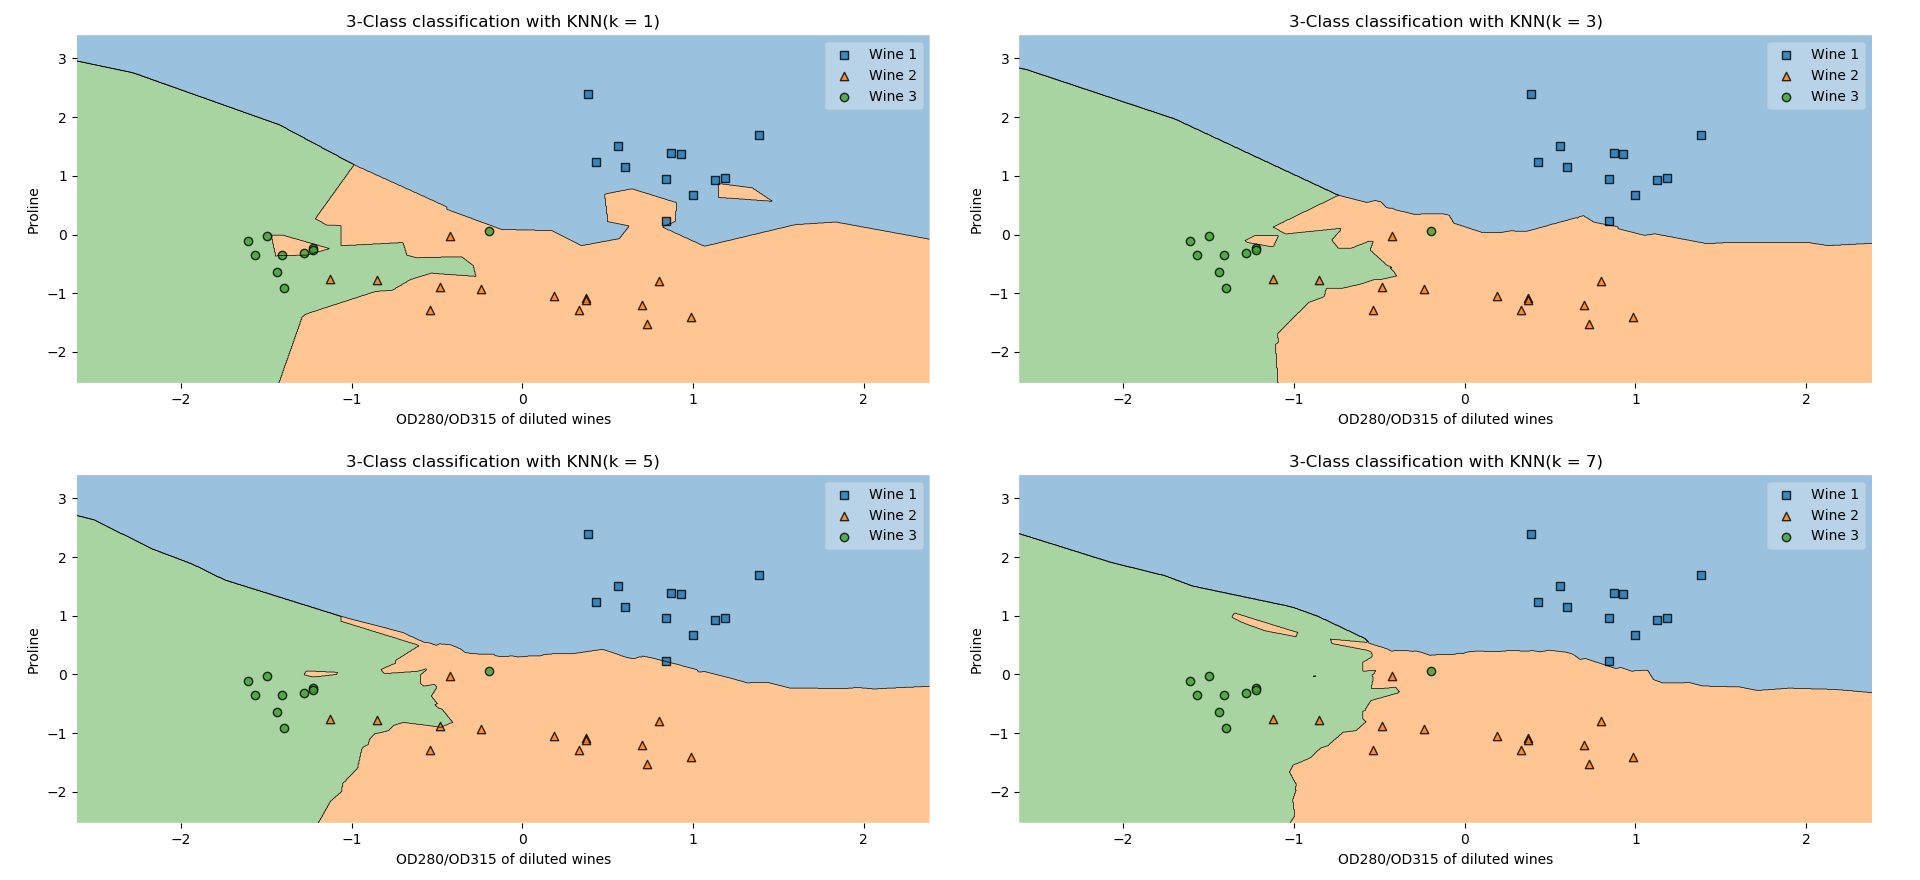 3-Class classification with KNN(k = 1)
Wine 1
Wine 2
Wine 3
3
2
1
0
−1
−2
Proline
−2 −1 0 1 2
OD280/OD315 of diluted wines
3-Class classification with KNN(k = 3)
Wine 1
Wine 2
Wine 3
3
2
1
0
−1
−2
Proline
−2 −1 0 1 2
OD280/OD315 of diluted wines
3-Class classification with KNN(k = 5)
Wine 1
Wine 2
Wine 3
3
2
1
0
−1
−2
Proline
−2 −1 0 1 2
OD280/OD315 of diluted wines
3-Class classification with KNN(k = 7)
Wine 1
Wine 2
Wine 3
3
2
1
0
−1
−2
Proline
−2 −1 0 1 2
OD280/OD315 of diluted wines